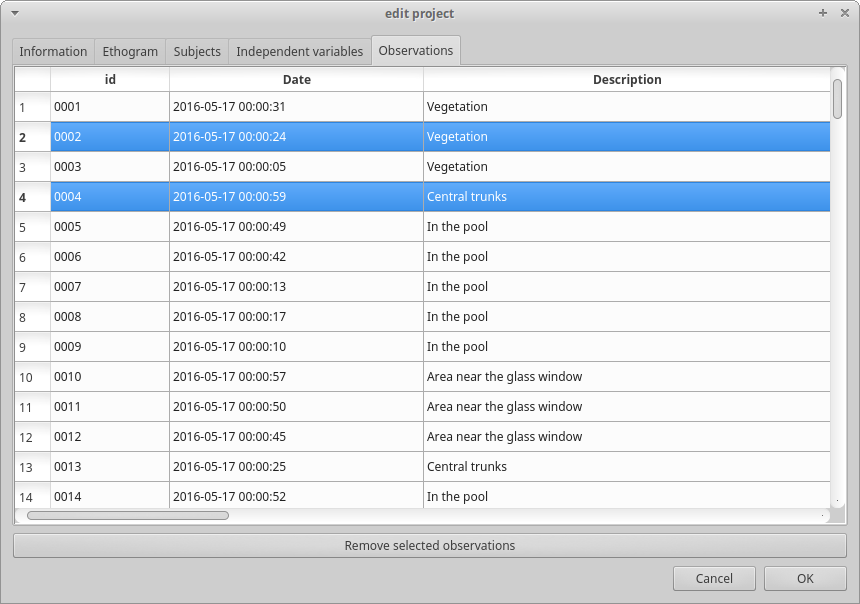 edit project
Information Ethogram Subjects Independent variables Observations
id Date Description
1 0001 2016-05-17 00:00:31 Vegetation
2 0002 2016-05-17 00:00:24 Vegetation
3 0003 2016-05-17 00:00:05 Vegetation
4 0004 2016-05-17 00:00:59 Central trunks
5 0005 2016-05-17 00:00:49 In the pool
6 0006 2016-05-17 00:00:42 In the pool
7 0007 2016-05-17 00:00:13 In the pool
8 0008 2016-05-17 00:00:17 In the pool
9 0009 2016-05-17 00:00:10 In the pool
10 0010 2016-05-17 00:00:57 Area near the glass window
11 0011 2016-05-17 00:00:50 Area near the glass window
12 0012 2016-05-17 00:00:45 Area near the glass window
13 0013 2016-05-17 00:00:25 Central trunks
14 0014 2016-05-17 00:00:52 In the pool
Remove selected observations
Cancel OK